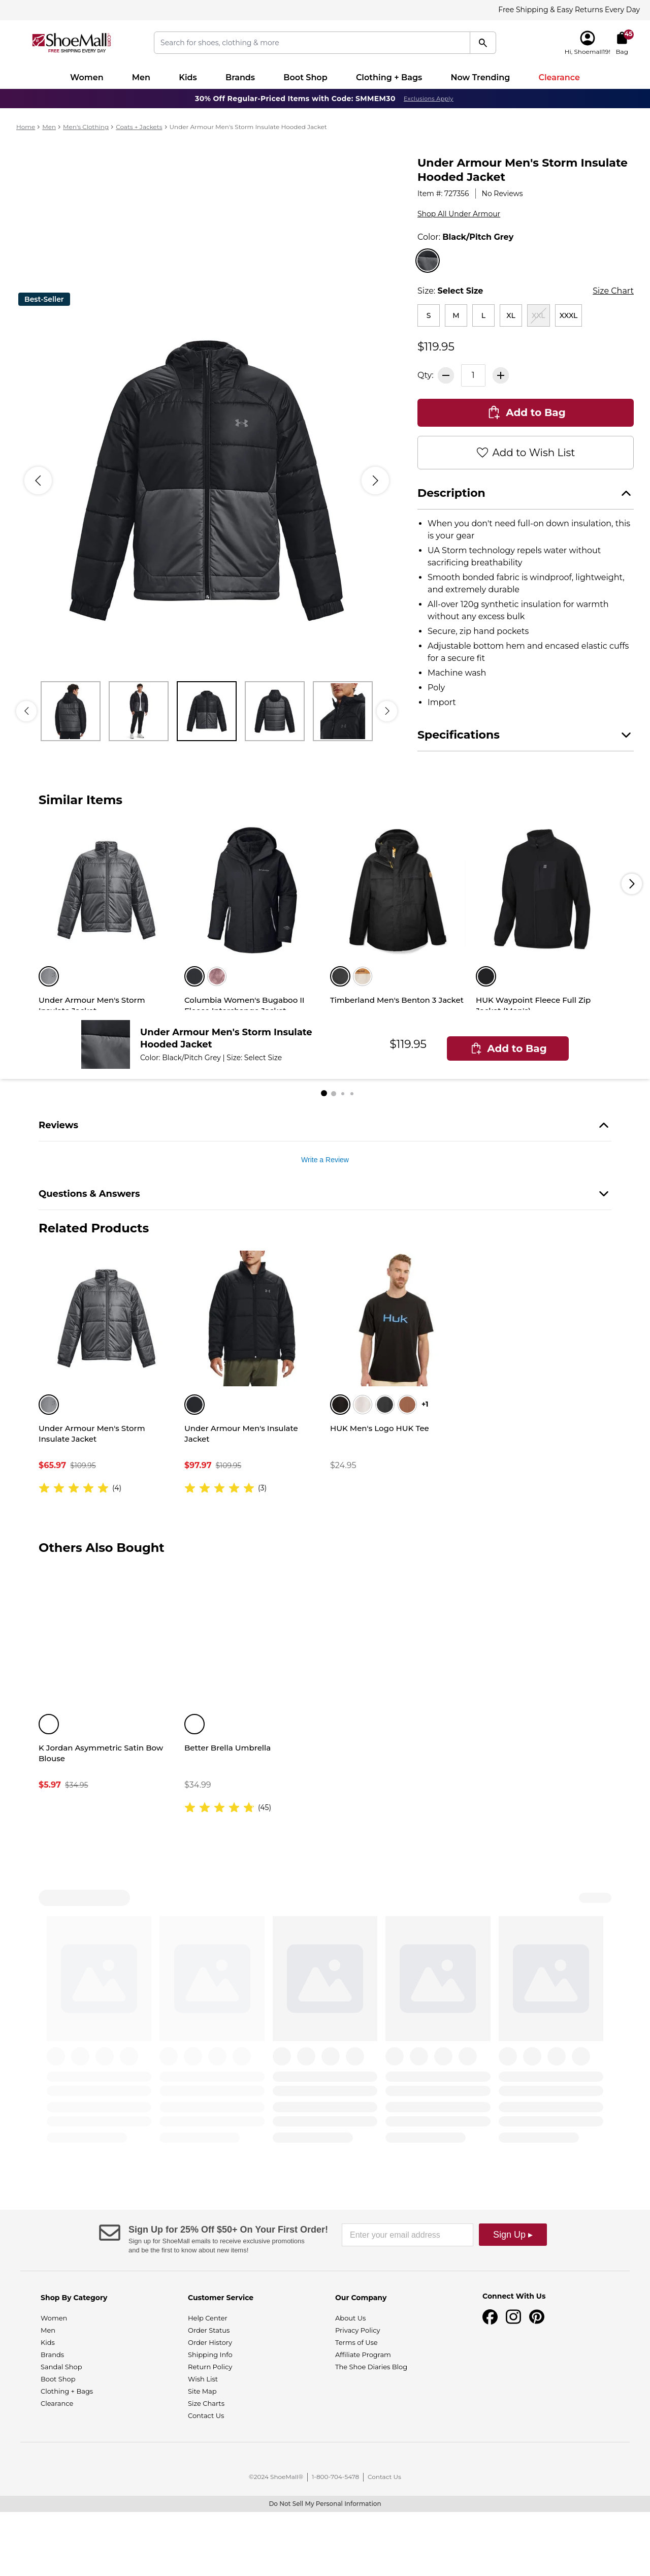 Free Shipping & Easy Returns Every Day
ShoeMall.com
FREE SHIPPING EVERY DAY
Search for shoes, clothing & more
Hi, Shoemall19!
45
Bag
Women
Men
Kids
Brands
Boot Shop
Clothing + Bags
Now Trending
Clearance
30% Off Regular-Priced Items with Code: SMMEM30 Exclusions Apply
Home > Men > Men's Clothing > Coats + Jackets > Under Armour Men's Storm Insulate Hooded Jacket
Best-Seller
Under Armour Men's Storm Insulate
Hooded Jacket
Item #: 727356 | No Reviews
Shop All Under Armour
Color: Black/Pitch Grey
Size: Select Size
Size Chart
S
M
L
XL
XXL
XXXL
$119.95
Qty:
1
Add to Bag
Add to Wish List
Description
• When you don't need full-on down insulation, this
is your gear
• UA Storm technology repels water without
sacrificing breathability
• Smooth bonded fabric is windproof, lightweight,
and extremely durable
• All-over 120g synthetic insulation for warmth
without any excess bulk
• Secure, zip hand pockets
• Adjustable bottom hem and encased elastic cuffs
for a secure fit
• Machine wash
• Poly
• Import
Specifications
Similar Items
Under Armour Men's Storm
Insulate Jacket
Columbia Women's Bugaboo II
Fleece Interchange Jacket
Timberland Men's Benton 3 Jacket
HUK Waypoint Fleece Full Zip
Jacket (Men's)
Under Armour Men's Storm Insulate
Hooded Jacket
Color: Black/Pitch Grey | Size: Select Size
$119.95
Add to Bag
Reviews
Write a Review
Questions & Answers
Related Products
Huk
+1
Under Armour Men's Storm
Insulate Jacket
$65.97 $109.95
(4)
Under Armour Men's Insulate
Jacket
$97.97 $109.95
(3)
HUK Men's Logo HUK Tee
$24.95
Others Also Bought
K Jordan Asymmetric Satin Bow
Blouse
$5.97 $34.95
Better Brella Umbrella
$34.99
(45)
Sign Up for 25% Off $50+ On Your First Order!
Sign up for ShoeMall emails to receive exclusive promotions
and be the first to know about new items!
Enter your email address
Sign Up ▸
Shop By Category
Women
Men
Kids
Brands
Sandal Shop
Boot Shop
Clothing + Bags
Clearance
Customer Service
Help Center
Order Status
Order History
Shipping Info
Return Policy
Wish List
Site Map
Size Charts
Contact Us
Our Company
About Us
Privacy Policy
Terms of Use
Affiliate Program
The Shoe Diaries Blog
Connect With Us
©2024 ShoeMall® | 1-800-704-5478 | Contact Us
Do Not Sell My Personal Information